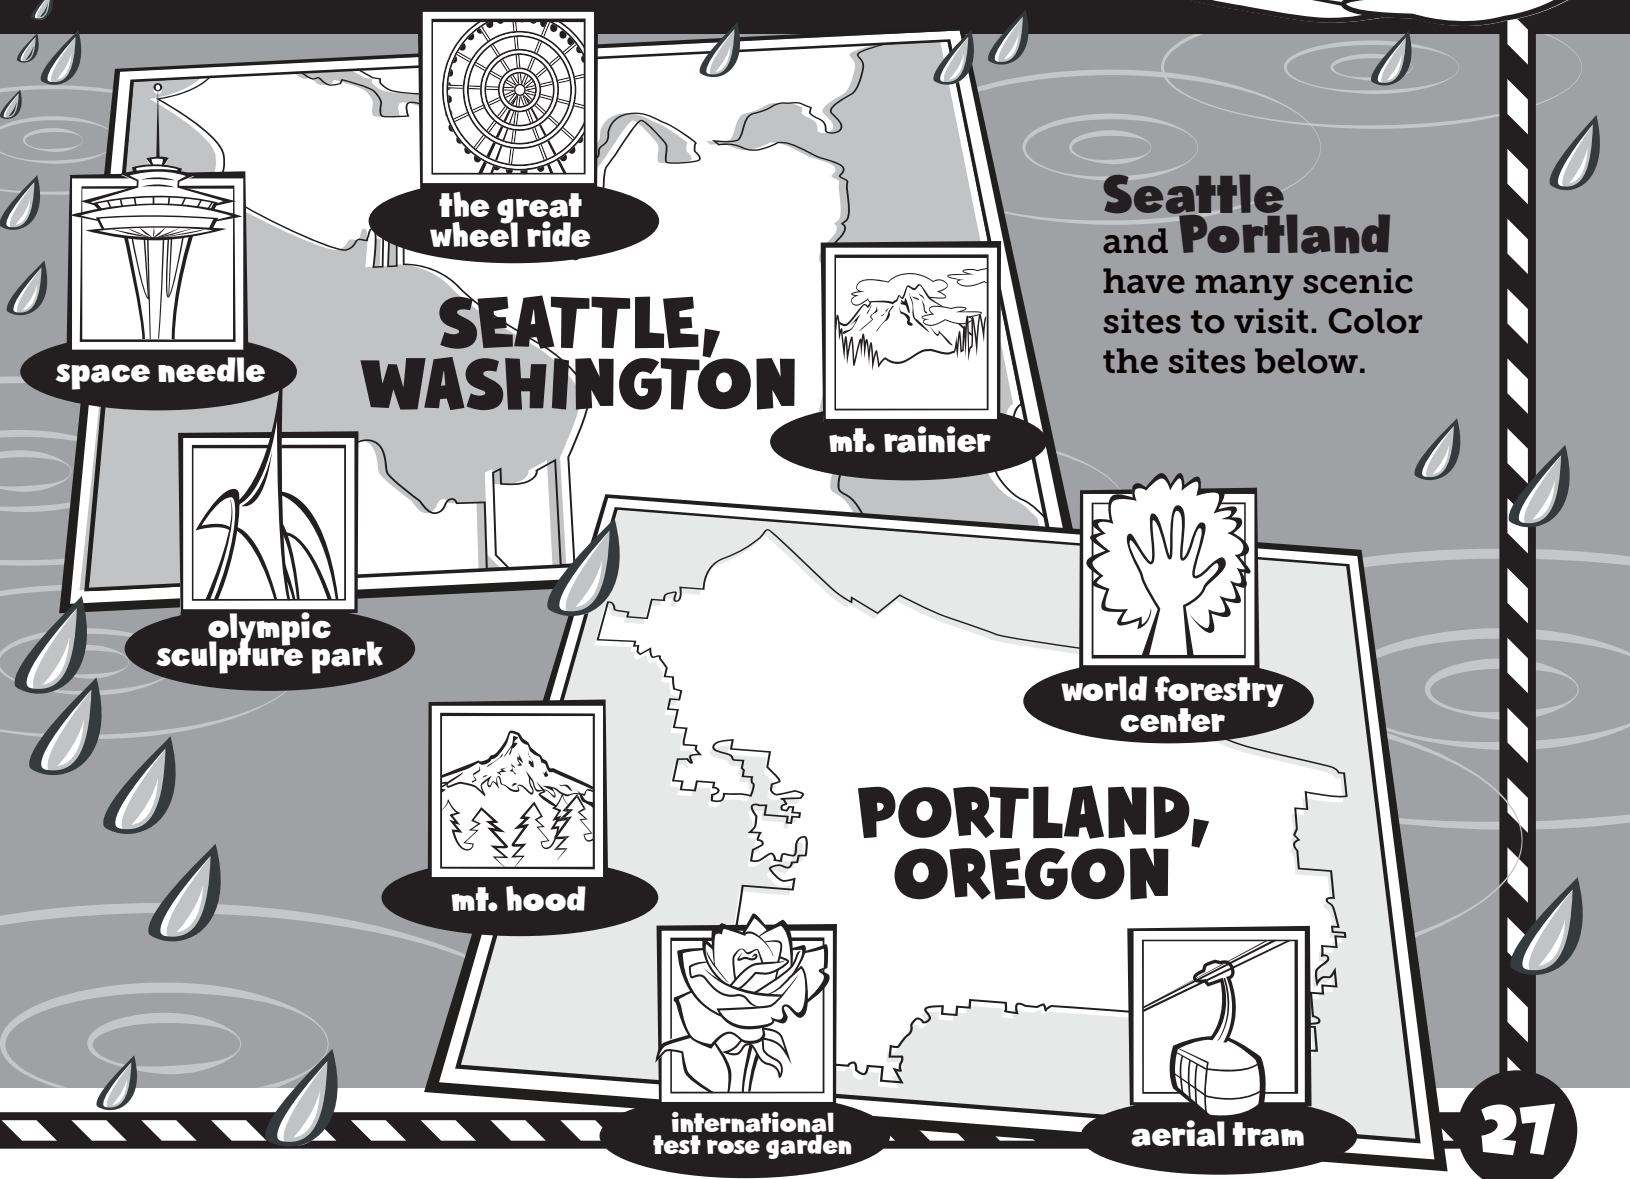 the great
wheel ride
space needle
SEATTLE,
WASHINGTON
mt. rainier
olympic
sculpture park
Seattle
and Portland
have many scenic
sites to visit. Color
the sites below.
world forestry
center
mt. hood
PORTLAND,
OREGON
international
test rose garden
aerial tram
27